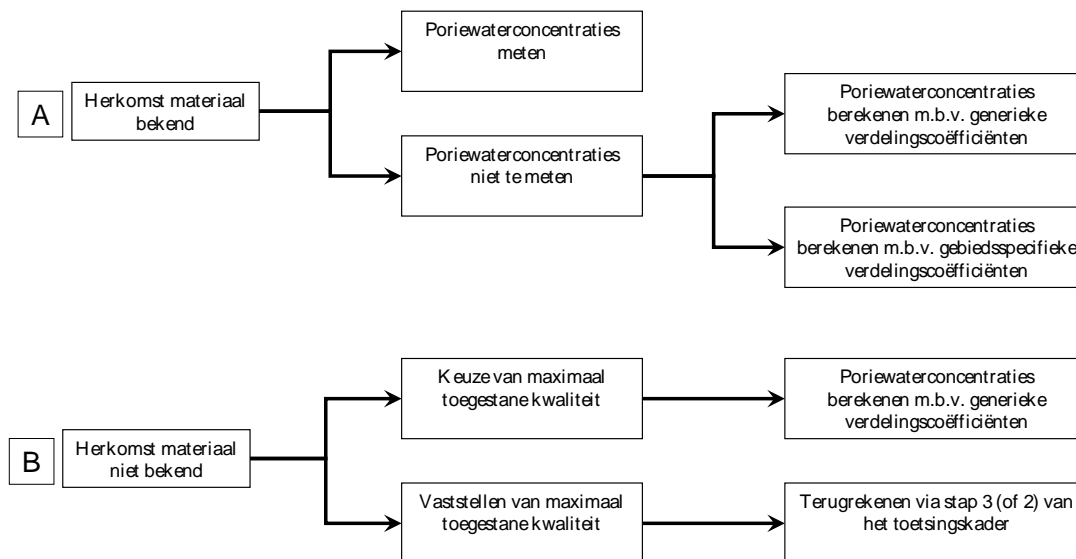 Poriewaterconcentraties
meten
A
Herkomst materiaal
bekend
Poriewaterconcentraties
niet te meten
Poriewaterconcentraties
berekenen m.b.v. generieke
verdelingscoëfficiënten
Poriewaterconcentraties
berekenen m.b.v. gebiedsspecifieke
verdelingscoëfficiënten
B
Herkomst materiaal
niet bekend
Keuze van maximaal
toegestane kwaliteit
Poriewaterconcentraties
berekenen m.b.v. generieke
verdelingscoëfficiënten
Vaststellen van maximaal
toegestane kwaliteit
Terugrekenen via stap 3 (of 2) van
het toetsingskader